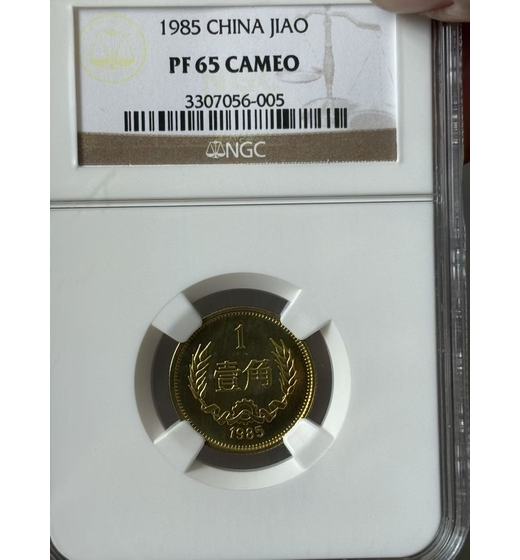 1985 CHINA JIAO
PF 65 CAMEO
3307056-005
NGC
1
壹角
1985